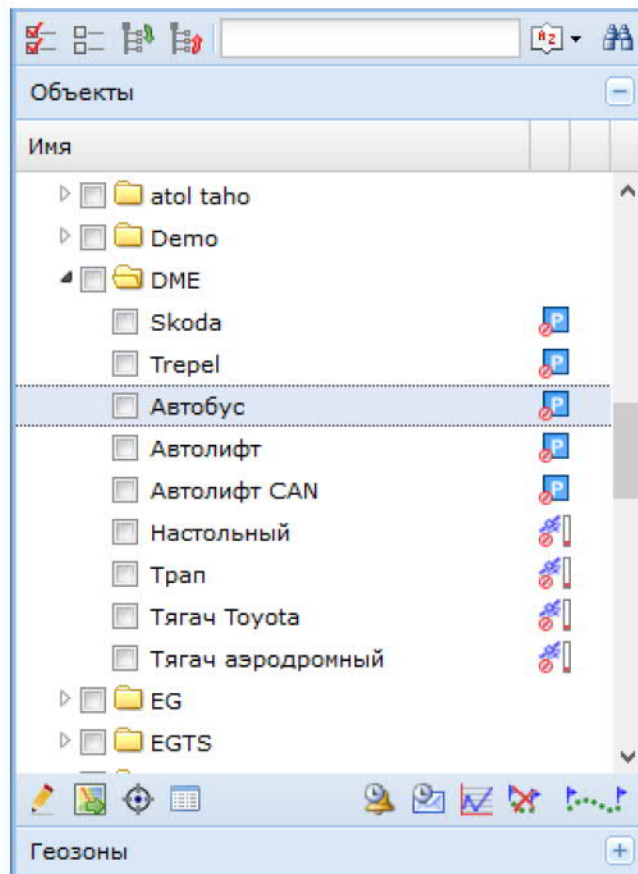 Объекты
Имя
atol taho
Demo
DME
Skoda
Trepel
Автобус
Автолифт
Автолифт CAN
Настольный
Трап
Тягач Toyota
Тягач аэродромный
EG
EGTS
Геозоны